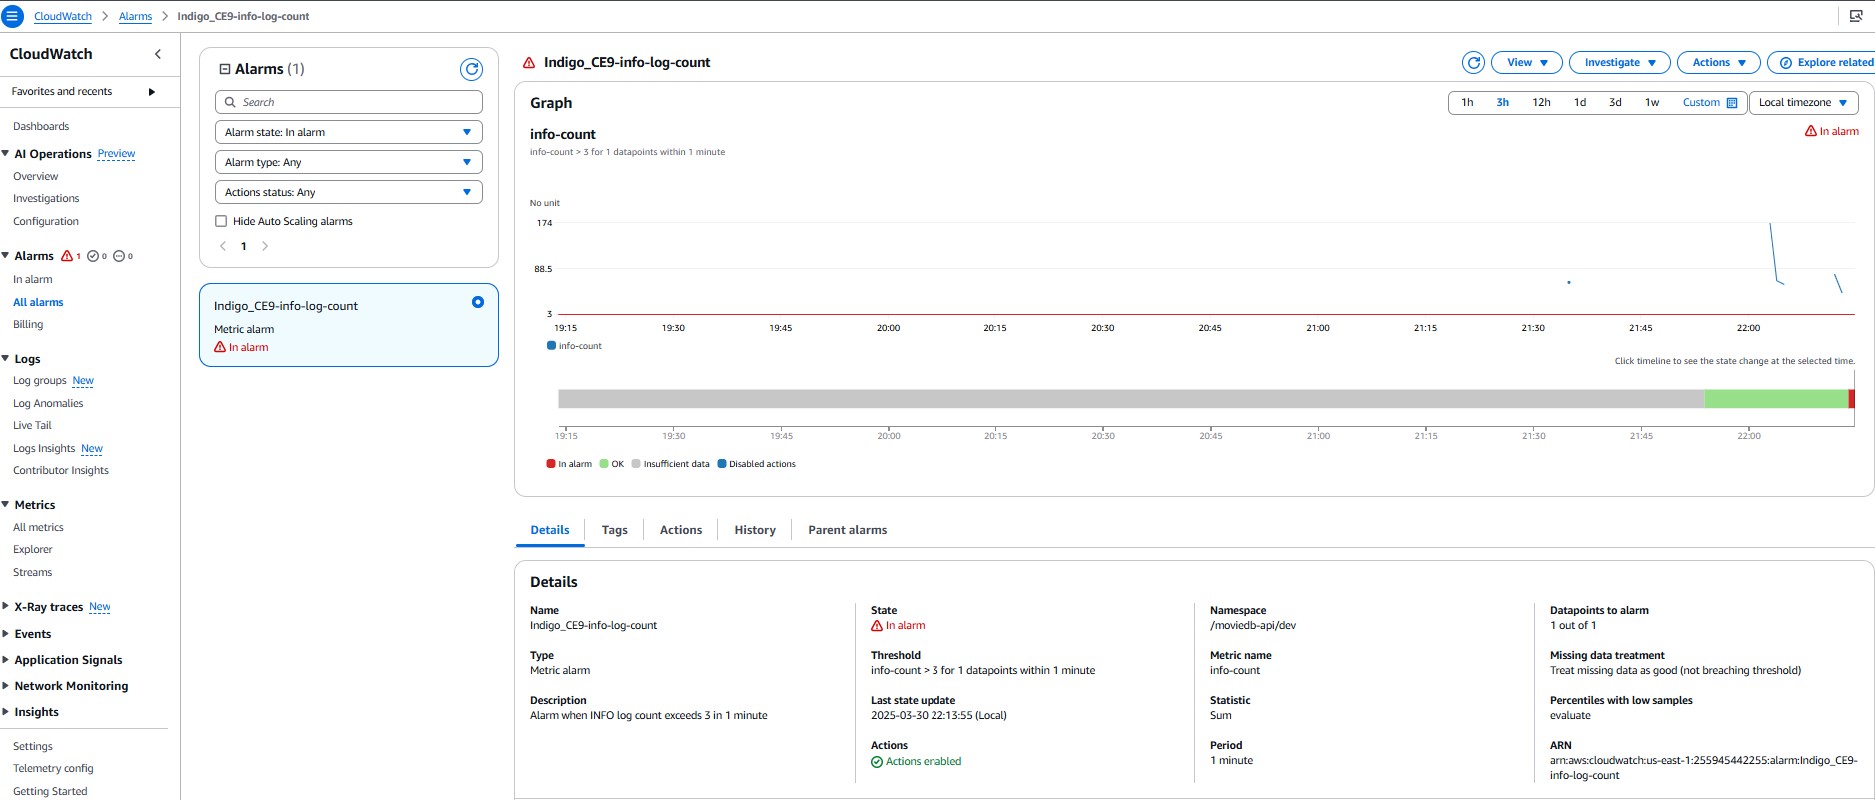 CloudWatch > Alarms > Indigo_CE9-info-log-count
CloudWatch
Favorites and recents
Dashboards
AI Operations Preview
Overview
Investigations
Configuration
Alarms 1 0 0
In alarm
All alarms
Billing
Logs
Log groups New
Log Anomalies
Live Tail
Logs Insights New
Contributor Insights
Metrics
All metrics
Explorer
Streams
X-Ray traces New
Events
Application Signals
Network Monitoring
Insights
Settings
Telemetry config
Getting Started
Alarms (1)
Search
Alarm state: In alarm
Alarm type: Any
Actions status: Any
Hide Auto Scaling alarms
1
Indigo_CE9-info-log-count
Metric alarm
In alarm
Indigo_CE9-info-log-count
View Investigate Actions Explore related
Graph
1h 3h 12h 1d 3d 1w Custom Local timezone
info-count
In alarm
info-count > 3 for 1 datapoints within 1 minute
No unit
174
88.5
3
19:15 19:30 19:45 20:00 20:15 20:30 20:45 21:00 21:15 21:30 21:45 22:00
info-count
Click timeline to see the state change at the selected time.
19:15 19:30 19:45 20:00 20:15 20:30 20:45 21:00 21:15 21:30 21:45 22:00
In alarm OK Insufficient data Disabled actions
Details Tags Actions History Parent alarms
Details
Name
Indigo_CE9-info-log-count
Type
Metric alarm
Description
Alarm when INFO log count exceeds 3 in 1 minute
State
In alarm
Threshold
info-count > 3 for 1 datapoints within 1 minute
Last state update
2025-03-30 22:13:55 (Local)
Actions
Actions enabled
Namespace
/moviedb-api/dev
Metric name
info-count
Statistic
Sum
Period
1 minute
Datapoints to alarm
1 out of 1
Missing data treatment
Treat missing data as good (not breaching threshold)
Percentiles with low samples
evaluate
ARN
arn:aws:cloudwatch:us-east-1:255945442255:alarm:Indigo_CE9-
info-log-count